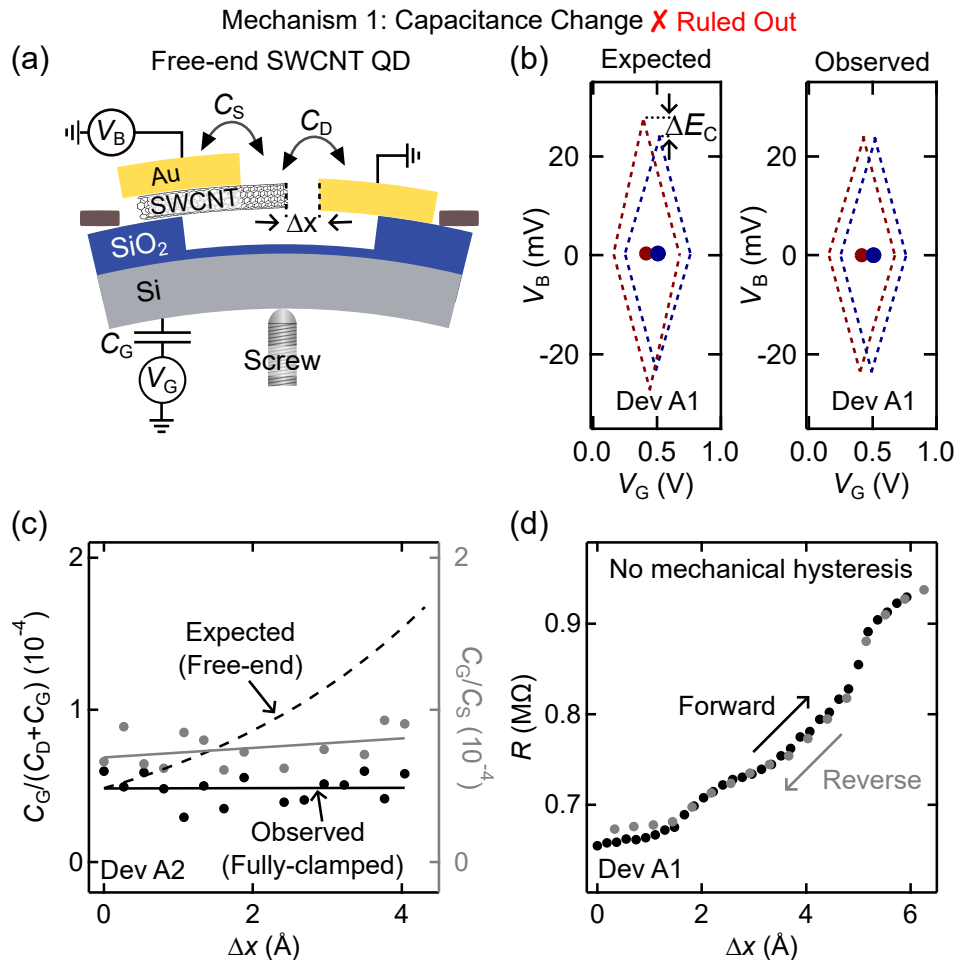 Mechanism 1: Capacitance Change ✗ Ruled Out
(a)
Free-end SWCNT QD
C_S
C_D
V_B
Au
SWCNT
Δx
SiO₂
Si
C_G
V_G
Screw
(b)
Expected
Observed
ΔE_C
V_B (mV)
20
0
-20
Dev A1
0.0
0.5
1.0
V_G (V)
V_B (mV)
20
0
-20
Dev A1
0.0
0.5
1.0
V_G (V)
(c)
C_G/(C_D+C_G) (10⁻⁴)
2
1
0
Expected
(Free-end)
Observed
(Fully-clamped)
Dev A2
2
0
C_G/C_S (10⁻⁴)
0
2
4
Δx (Å)
(d)
No mechanical hysteresis
R (MΩ)
0.9
0.8
0.7
Forward
Reverse
Dev A1
0
2
4
6
Δx (Å)